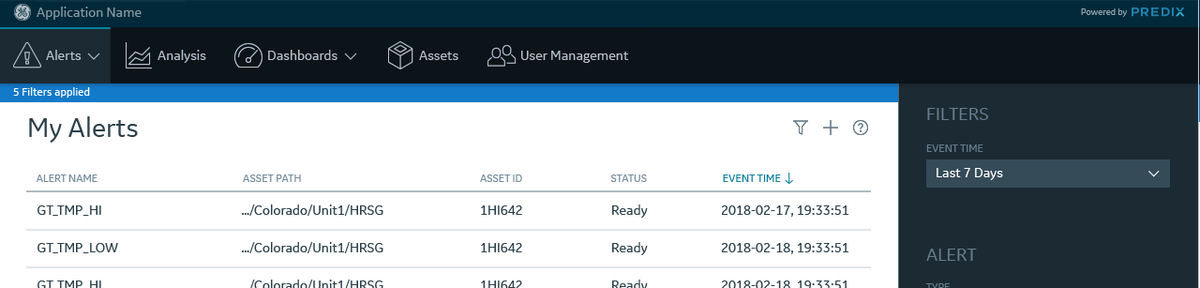 Application Name
Powered by PREDIX
Alerts Analysis Dashboards Assets User Management
5 Filters applied
My Alerts
ALERT NAME ASSET PATH ASSET ID STATUS EVENT TIME
GT_TMP_HI .../Colorado/Unit1/HRSG 1HI642 Ready 2018-02-17, 19:33:51
GT_TMP_LOW .../Colorado/Unit1/HRSG 1HI642 Ready 2018-02-18, 19:33:51
GT_TMP_HI /Colorado/Unit1/HRSG 1HI642 Ready 2018-02-18, 19:33:51
FILTERS
EVENT TIME
Last 7 Days
ALERT
TYPE